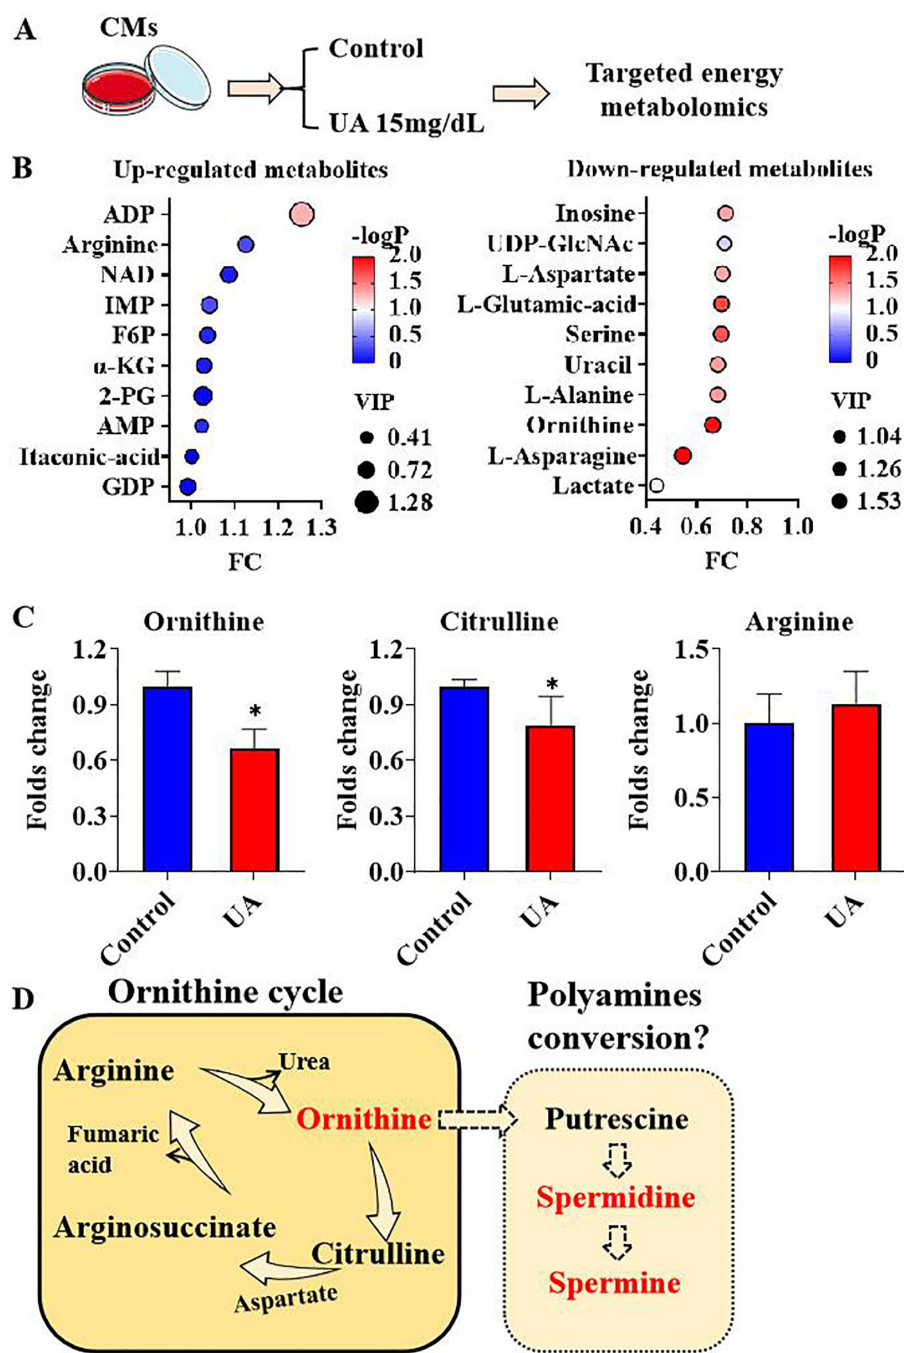 A
CMs
Control
UA 15mg/dL
Targeted energy
metabolomics
B
Up-regulated metabolites
ADP
Arginine
NAD
IMP
F6P
α-KG
2-PG
AMP
Itaconic-acid
GDP
1.0 1.1 1.2 1.3
FC
-logP
2.0
1.5
1.0
0.5
0
VIP
0.41
0.72
1.28
Down-regulated metabolites
Inosine
UDP-GlcNAc
L-Aspartate
L-Glutamic-acid
Serine
Uracil
L-Alanine
Ornithine
L-Asparagine
Lactate
0.4 0.6 0.8 1.0
FC
-logP
2.0
1.5
1.0
0.5
0
VIP
1.04
1.26
1.53
C
Ornithine
Folds change
1.2
0.9
0.6
0.3
0.0
*
Control
UA
Citrulline
Folds change
1.2
0.9
0.6
0.3
0.0
*
Control
UA
Arginine
Folds change
1.5
1.0
0.5
0.0
Control
UA
D
Ornithine cycle
Arginine
Urea
Ornithine
Fumaric
acid
Arginosuccinate
Citrulline
Aspartate
Polyamines
conversion?
Putrescine
Spermidine
Spermine